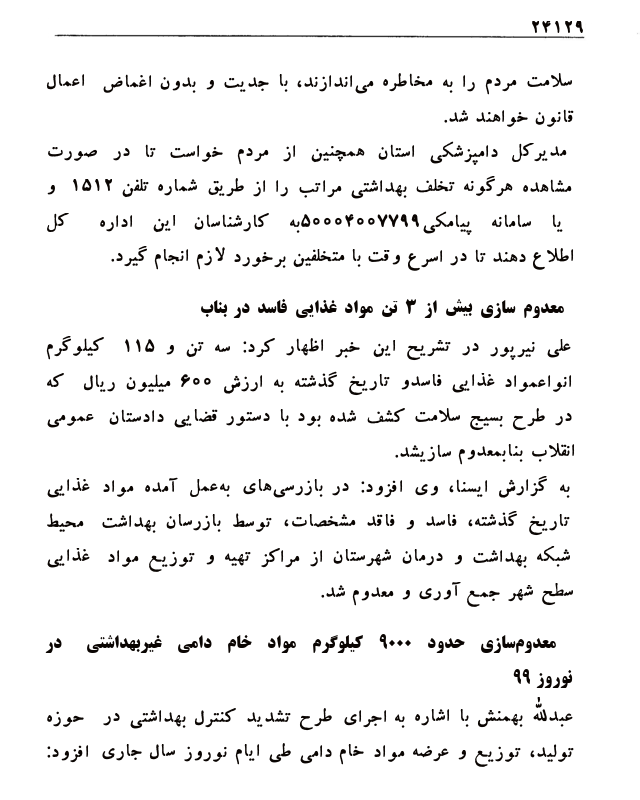 ۲۴۱۲۹
سلامت مردم را به مخاطره می‌اندازند، با جدیت و بدون اغماض اعمال
قانون خواهند شد.
مدیرکل دامپزشکی استان همچنین از مردم خواست تا در صورت
مشاهده هرگونه تخلف بهداشتی مراتب را از طریق شماره تلفن ۱۵۱۲ و
یا سامانه پیامکی۵۰۰۰۴۰۰۷۷۹۹به کارشناسان این اداره کل
اطلاع دهند تا در اسرع وقت با متخلفین برخورد لازم انجام گیرد.
معدوم سازی بیش از ۳ تن مواد غذایی فاسد در بناب
علی نیرپور در تشریح این خبر اظهار کرد: سه تن و ۱۱۵ کیلوگرم
انواعمواد غذایی فاسدو تاریخ گذشته به ارزش ۶۰۰ میلیون ریال که
در طرح بسیج سلامت کشف شده بود با دستور قضایی دادستان عمومی
انقلاب بنابمعدوم سازیشد.
به گزارش ایسنا، وی افزود: در بازرسی‌های به‌عمل آمده مواد غذایی
تاریخ گذشته، فاسد و فاقد مشخصات، توسط بازرسان بهداشت محیط
شبکه بهداشت و درمان شهرستان از مراکز تهیه و توزیع مواد غذایی
سطح شهر جمع آوری و معدوم شد.
معدوم‌سازی حدود ۹۰۰۰ کیلوگرم مواد خام دامی غیربهداشتی در
نوروز ۹۹
عبدلله بهمنش با اشاره به اجرای طرح تشدید کنترل بهداشتی در حوزه
تولید، توزیع و عرضه مواد خام دامی طی ایام نوروز سال جاری افزود: